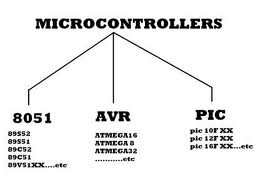 MICROCONTROLLERS
8051
89S52
89S51
89C52
89C51
89V51XX....etc
AVR
ATMEGA16
ATMEGA 8
ATMEGA32
...........etc
PIC
pic 10F XX
pic 12F XX
pic 16F XX...etc